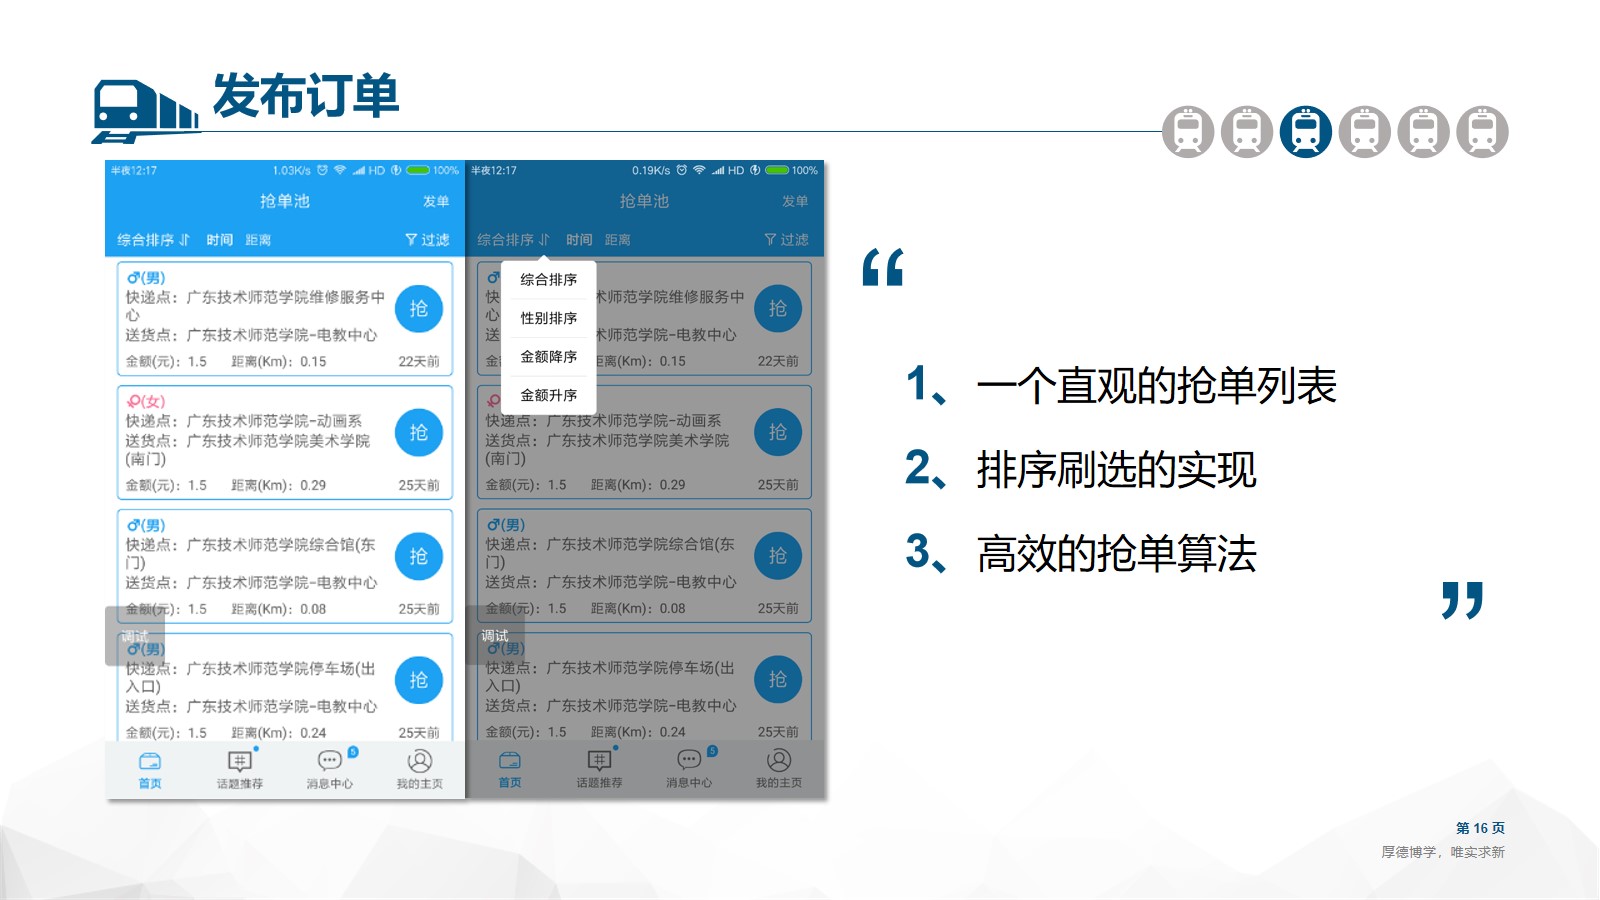 发布订单
半夜12:17
1.03K/s
HD
100%
抢单池
发单
综合排序
时间
距离
过滤
(男)
快递点：广东技术师范学院维修服务中
心
送货点：广东技术师范学院-电教中心
抢
金额(元)：1.5
距离(Km)：0.15
22天前
(女)
快递点：广东技术师范学院-动画系
送货点：广东技术师范学院美术学院
(南门)
抢
金额(元)：1.5
距离(Km)：0.29
25天前
(男)
快递点：广东技术师范学院综合馆(东
门)
送货点：广东技术师范学院-电教中心
抢
金额(元)：1.5
距离(Km)：0.08
25天前
调试
(男)
快递点：广东技术师范学院停车场(出
入口)
送货点：广东技术师范学院-电教中心
抢
金额(元)：1.5
距离(Km)：0.24
25天前
首页
话题推荐
消息中心
5
我的主页
半夜12:17
0.19K/s
HD
100%
抢单池
发单
综合排序
时间
距离
过滤
综合排序
性别排序
金额降序
金额升序
快
术师范学院维修服务中
心
送
术师范学院-电教中心
抢
金
离(Km)：0.15
22天前
快递点：广东技术师范学院-动画系
送货点：广东技术师范学院美术学院
(南门)
抢
金额(元)：1.5
距离(Km)：0.29
25天前
(男)
快递点：广东技术师范学院综合馆(东
门)
送货点：广东技术师范学院-电教中心
抢
金额(元)：1.5
距离(Km)：0.08
25天前
调试
(男)
快递点：广东技术师范学院停车场(出
入口)
送货点：广东技术师范学院-电教中心
抢
金额(元)：1.5
距离(Km)：0.24
25天前
首页
话题推荐
消息中心
5
我的主页
“
1、一个直观的抢单列表
2、排序刷选的实现
3、高效的抢单算法
”
第 16 页
厚德博学，唯实求新